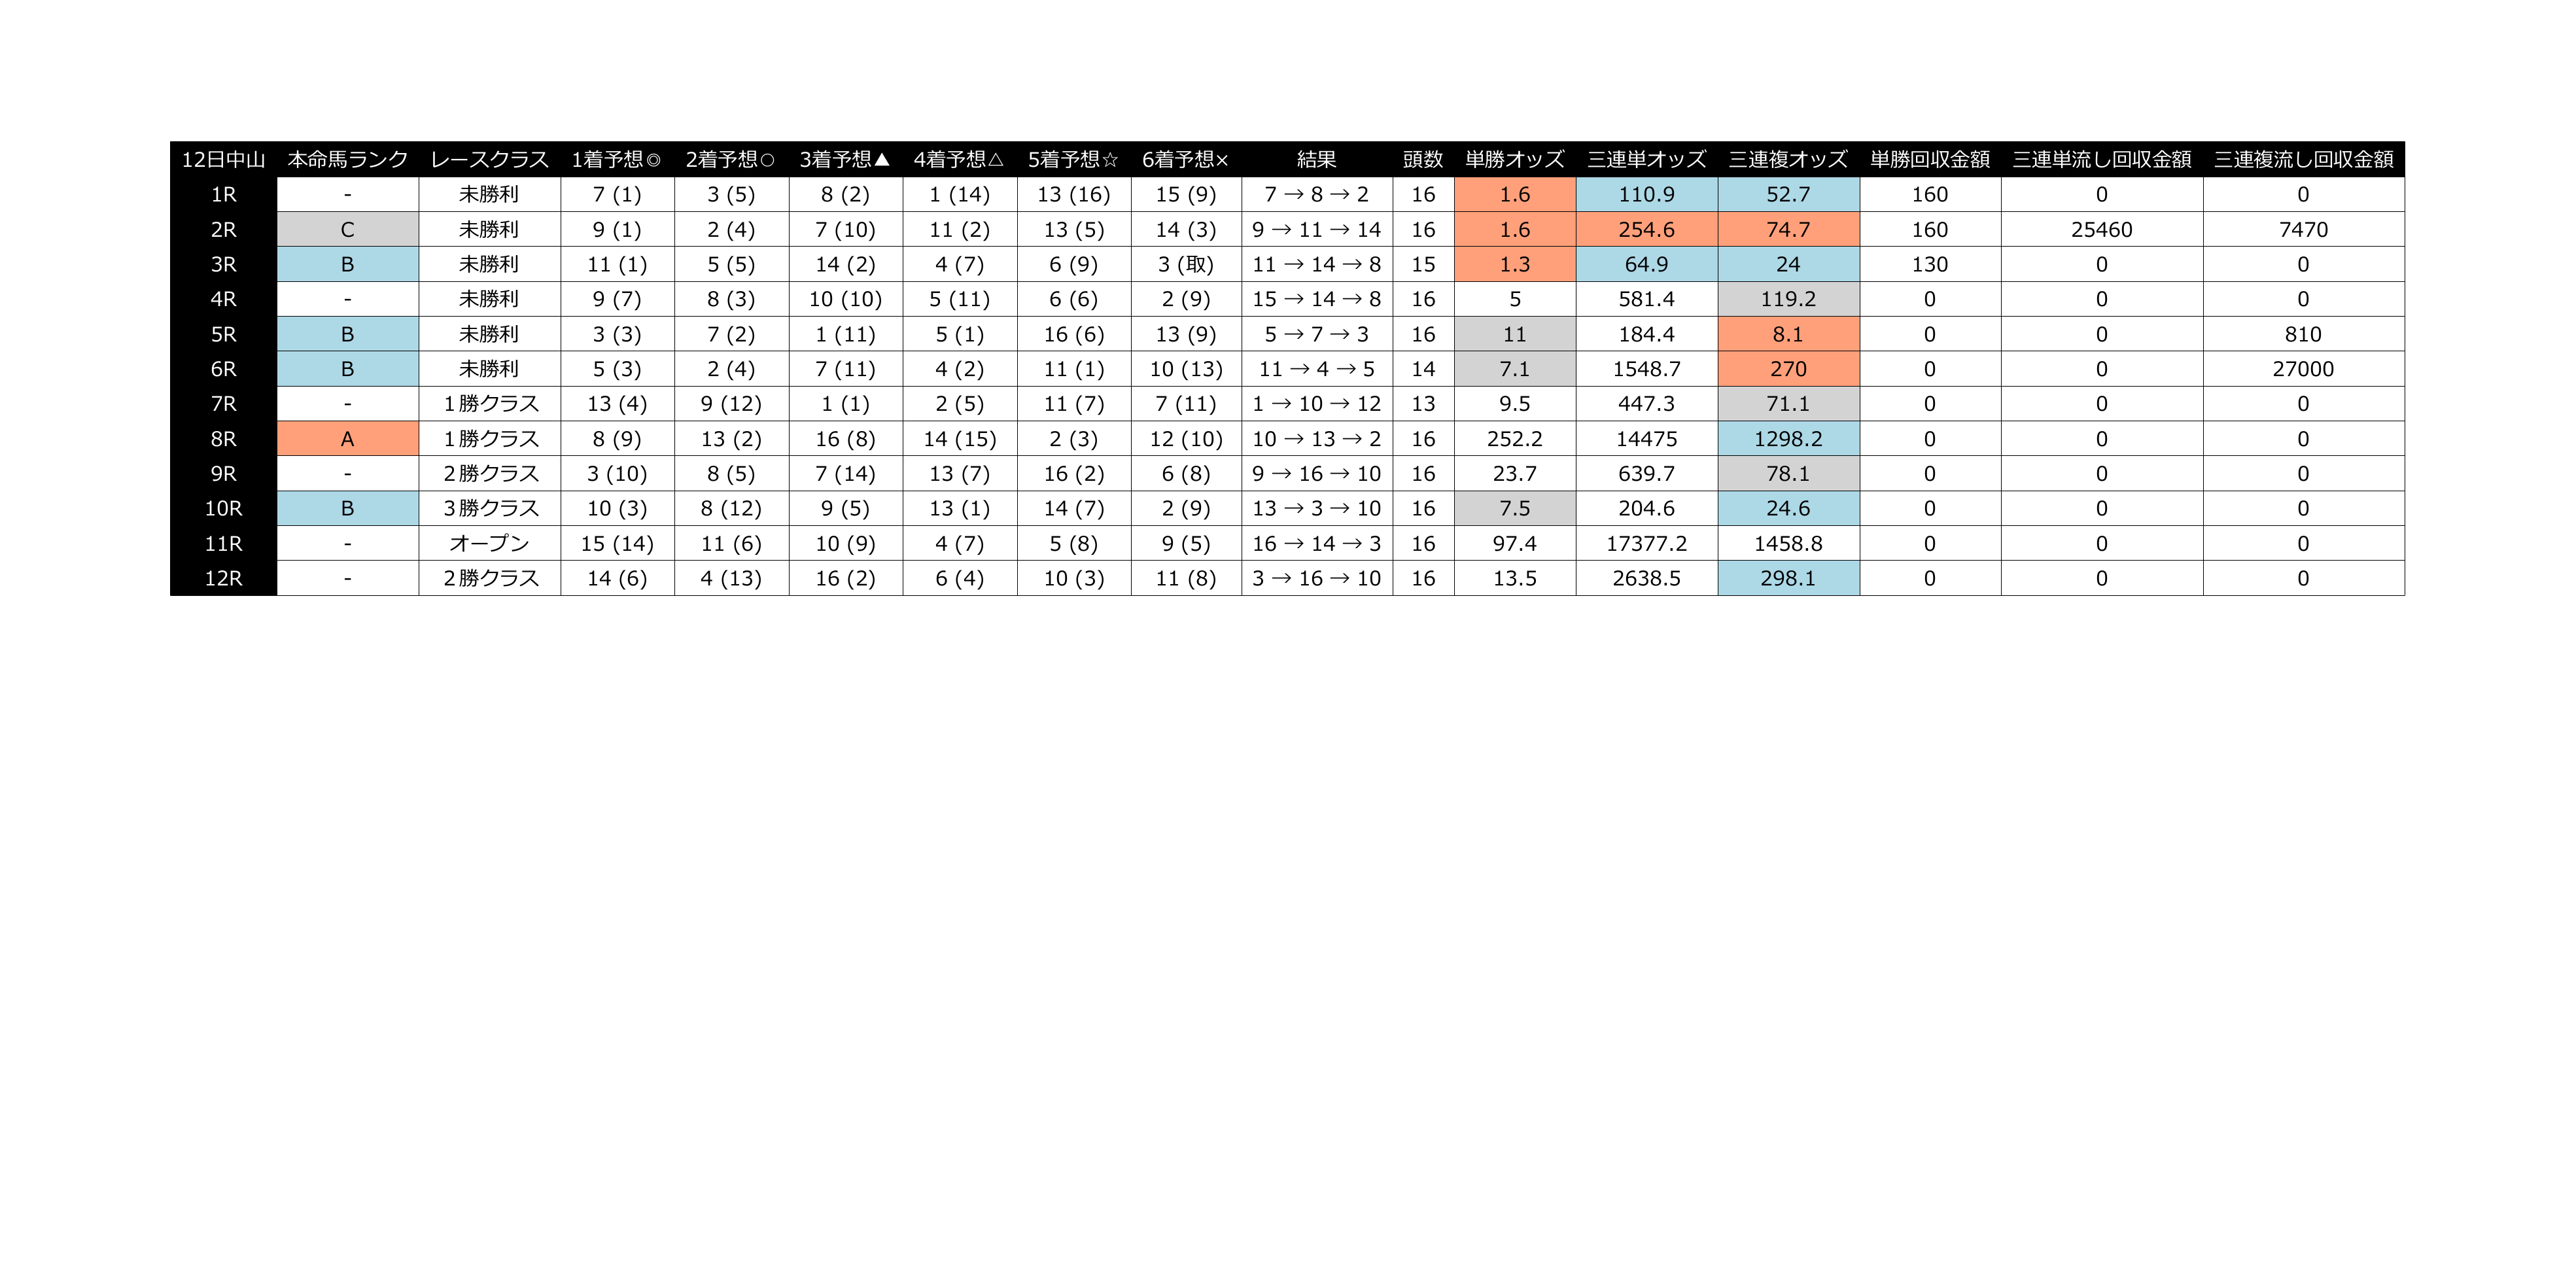 12日中山 本命馬ランク レースクラス 1着予想◎ 2着予想○ 3着予想▲ 4着予想△ 5着予想☆ 6着予想× 結果 頭数 単勝オッズ 三連単オッズ 三連複オッズ 単勝回収金額 三連単流し回収金額 三連複流し回収金額
1R - 未勝利 7 (1) 3 (5) 8 (2) 1 (14) 13 (16) 15 (9) 7 → 8 → 2 16 1.6 110.9 52.7 160 0 0
2R C 未勝利 9 (1) 2 (4) 7 (10) 11 (2) 13 (5) 14 (3) 9 → 11 → 14 16 1.6 254.6 74.7 160 25460 7470
3R B 未勝利 11 (1) 5 (5) 14 (2) 4 (7) 6 (9) 3 (取) 11 → 14 → 8 15 1.3 64.9 24 130 0 0
4R - 未勝利 9 (7) 8 (3) 10 (10) 5 (11) 6 (6) 2 (9) 15 → 14 → 8 16 5 581.4 119.2 0 0 0
5R B 未勝利 3 (3) 7 (2) 1 (11) 5 (1) 16 (6) 13 (9) 5 → 7 → 3 16 11 184.4 8.1 0 0 810
6R B 未勝利 5 (3) 2 (4) 7 (11) 4 (2) 11 (1) 10 (13) 11 → 4 → 5 14 7.1 1548.7 270 0 0 27000
7R - 1勝クラス 13 (4) 9 (12) 1 (1) 2 (5) 11 (7) 7 (11) 1 → 10 → 12 13 9.5 447.3 71.1 0 0 0
8R A 1勝クラス 8 (9) 13 (2) 16 (8) 14 (15) 2 (3) 12 (10) 10 → 13 → 2 16 252.2 14475 1298.2 0 0 0
9R - 2勝クラス 3 (10) 8 (5) 7 (14) 13 (7) 16 (2) 6 (8) 9 → 16 → 10 16 23.7 639.7 78.1 0 0 0
10R B 3勝クラス 10 (3) 8 (12) 9 (5) 13 (1) 14 (7) 2 (9) 13 → 3 → 10 16 7.5 204.6 24.6 0 0 0
11R - オープン 15 (14) 11 (6) 10 (9) 4 (7) 5 (8) 9 (5) 16 → 14 → 3 16 97.4 17377.2 1458.8 0 0 0
12R - 2勝クラス 14 (6) 4 (13) 16 (2) 6 (4) 10 (3) 11 (8) 3 → 16 → 10 16 13.5 2638.5 298.1 0 0 0